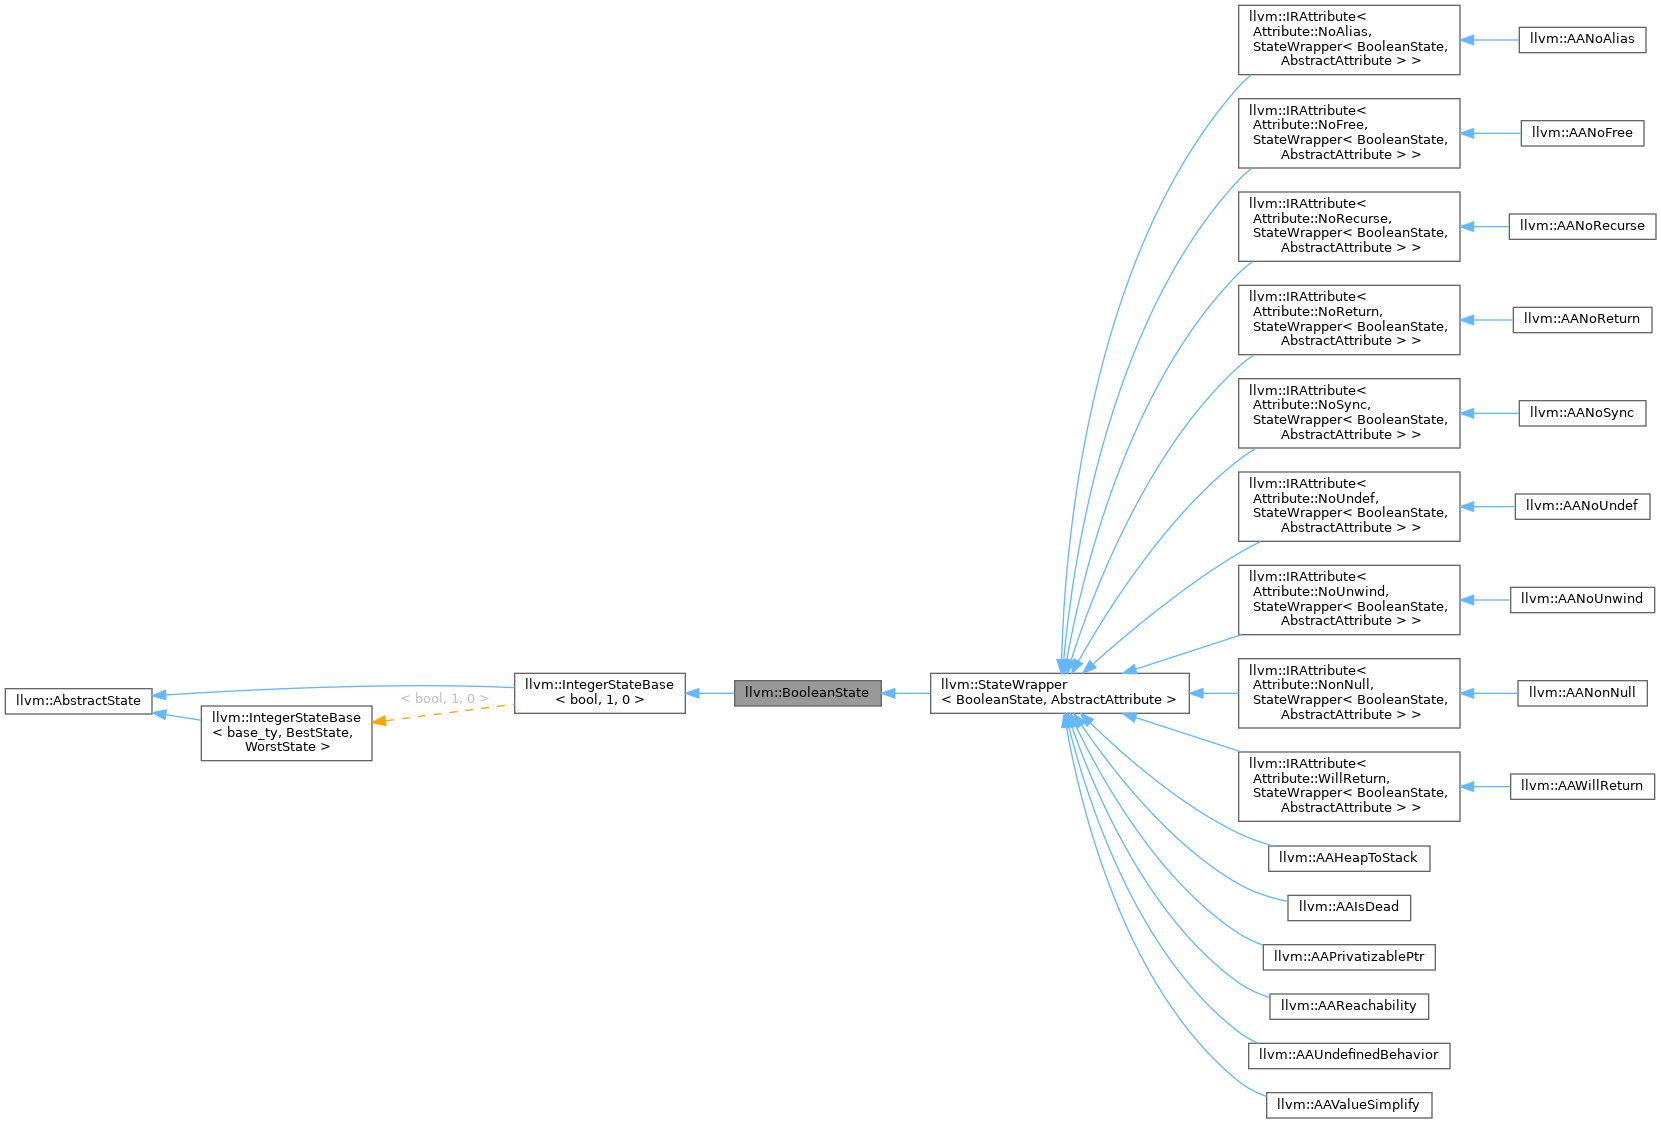 llvm::AbstractState
llvm::IntegerStateBase
< base_ty, BestState,
WorstState >
< bool, 1, 0 >
llvm::IntegerStateBase
< bool, 1, 0 >
llvm::BooleanState
llvm::StateWrapper
< BooleanState, AbstractAttribute >
llvm::IRAttribute<
Attribute::NoAlias,
StateWrapper< BooleanState,
AbstractAttribute > >
llvm::AANoAlias
llvm::IRAttribute<
Attribute::NoFree,
StateWrapper< BooleanState,
AbstractAttribute > >
llvm::AANoFree
llvm::IRAttribute<
Attribute::NoRecurse,
StateWrapper< BooleanState,
AbstractAttribute > >
llvm::AANoRecurse
llvm::IRAttribute<
Attribute::NoReturn,
StateWrapper< BooleanState,
AbstractAttribute > >
llvm::AANoReturn
llvm::IRAttribute<
Attribute::NoSync,
StateWrapper< BooleanState,
AbstractAttribute > >
llvm::AANoSync
llvm::IRAttribute<
Attribute::NoUndef,
StateWrapper< BooleanState,
AbstractAttribute > >
llvm::AANoUndef
llvm::IRAttribute<
Attribute::NoUnwind,
StateWrapper< BooleanState,
AbstractAttribute > >
llvm::AANoUnwind
llvm::IRAttribute<
Attribute::NonNull,
StateWrapper< BooleanState,
AbstractAttribute > >
llvm::AANonNull
llvm::IRAttribute<
Attribute::WillReturn,
StateWrapper< BooleanState,
AbstractAttribute > >
llvm::AAWillReturn
llvm::AAHeapToStack
llvm::AAIsDead
llvm::AAPrivatizablePtr
llvm::AAReachability
llvm::AAUndefinedBehavior
llvm::AAValueSimplify